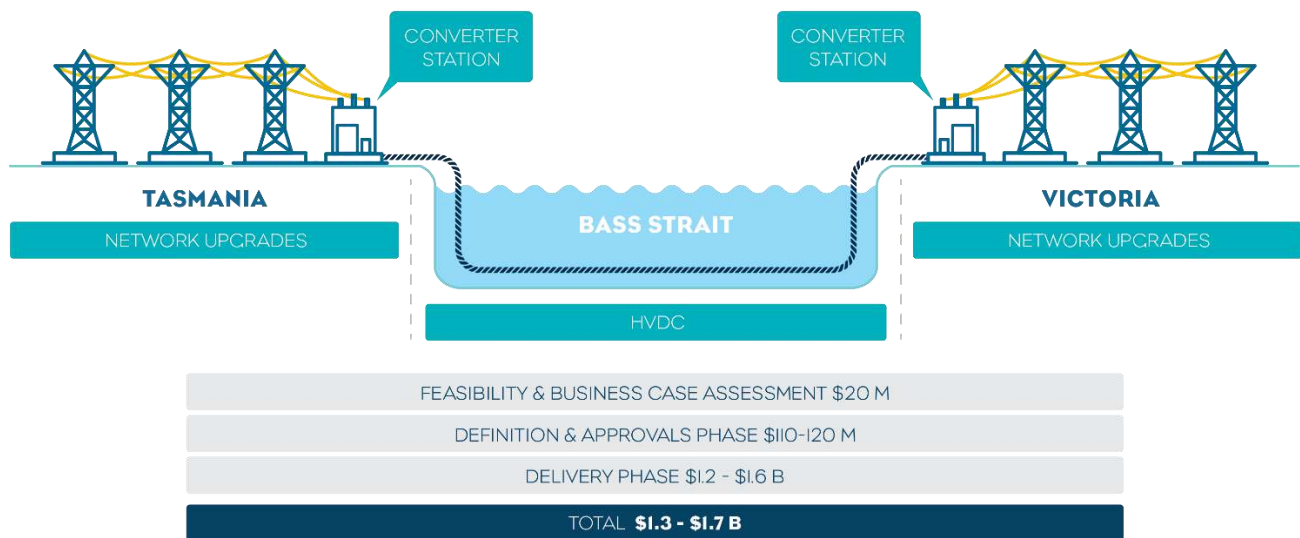 CONVERTER
STATION
CONVERTER
STATION
TASMANIA
VICTORIA
BASS STRAIT
NETWORK UPGRADES
NETWORK UPGRADES
HVDC
FEASIBILITY & BUSINESS CASE ASSESSMENT $20 M
DEFINITION & APPROVALS PHASE $110-120 M
DELIVERY PHASE $1.2 - $1.6 B
TOTAL $1.3 - $1.7 B